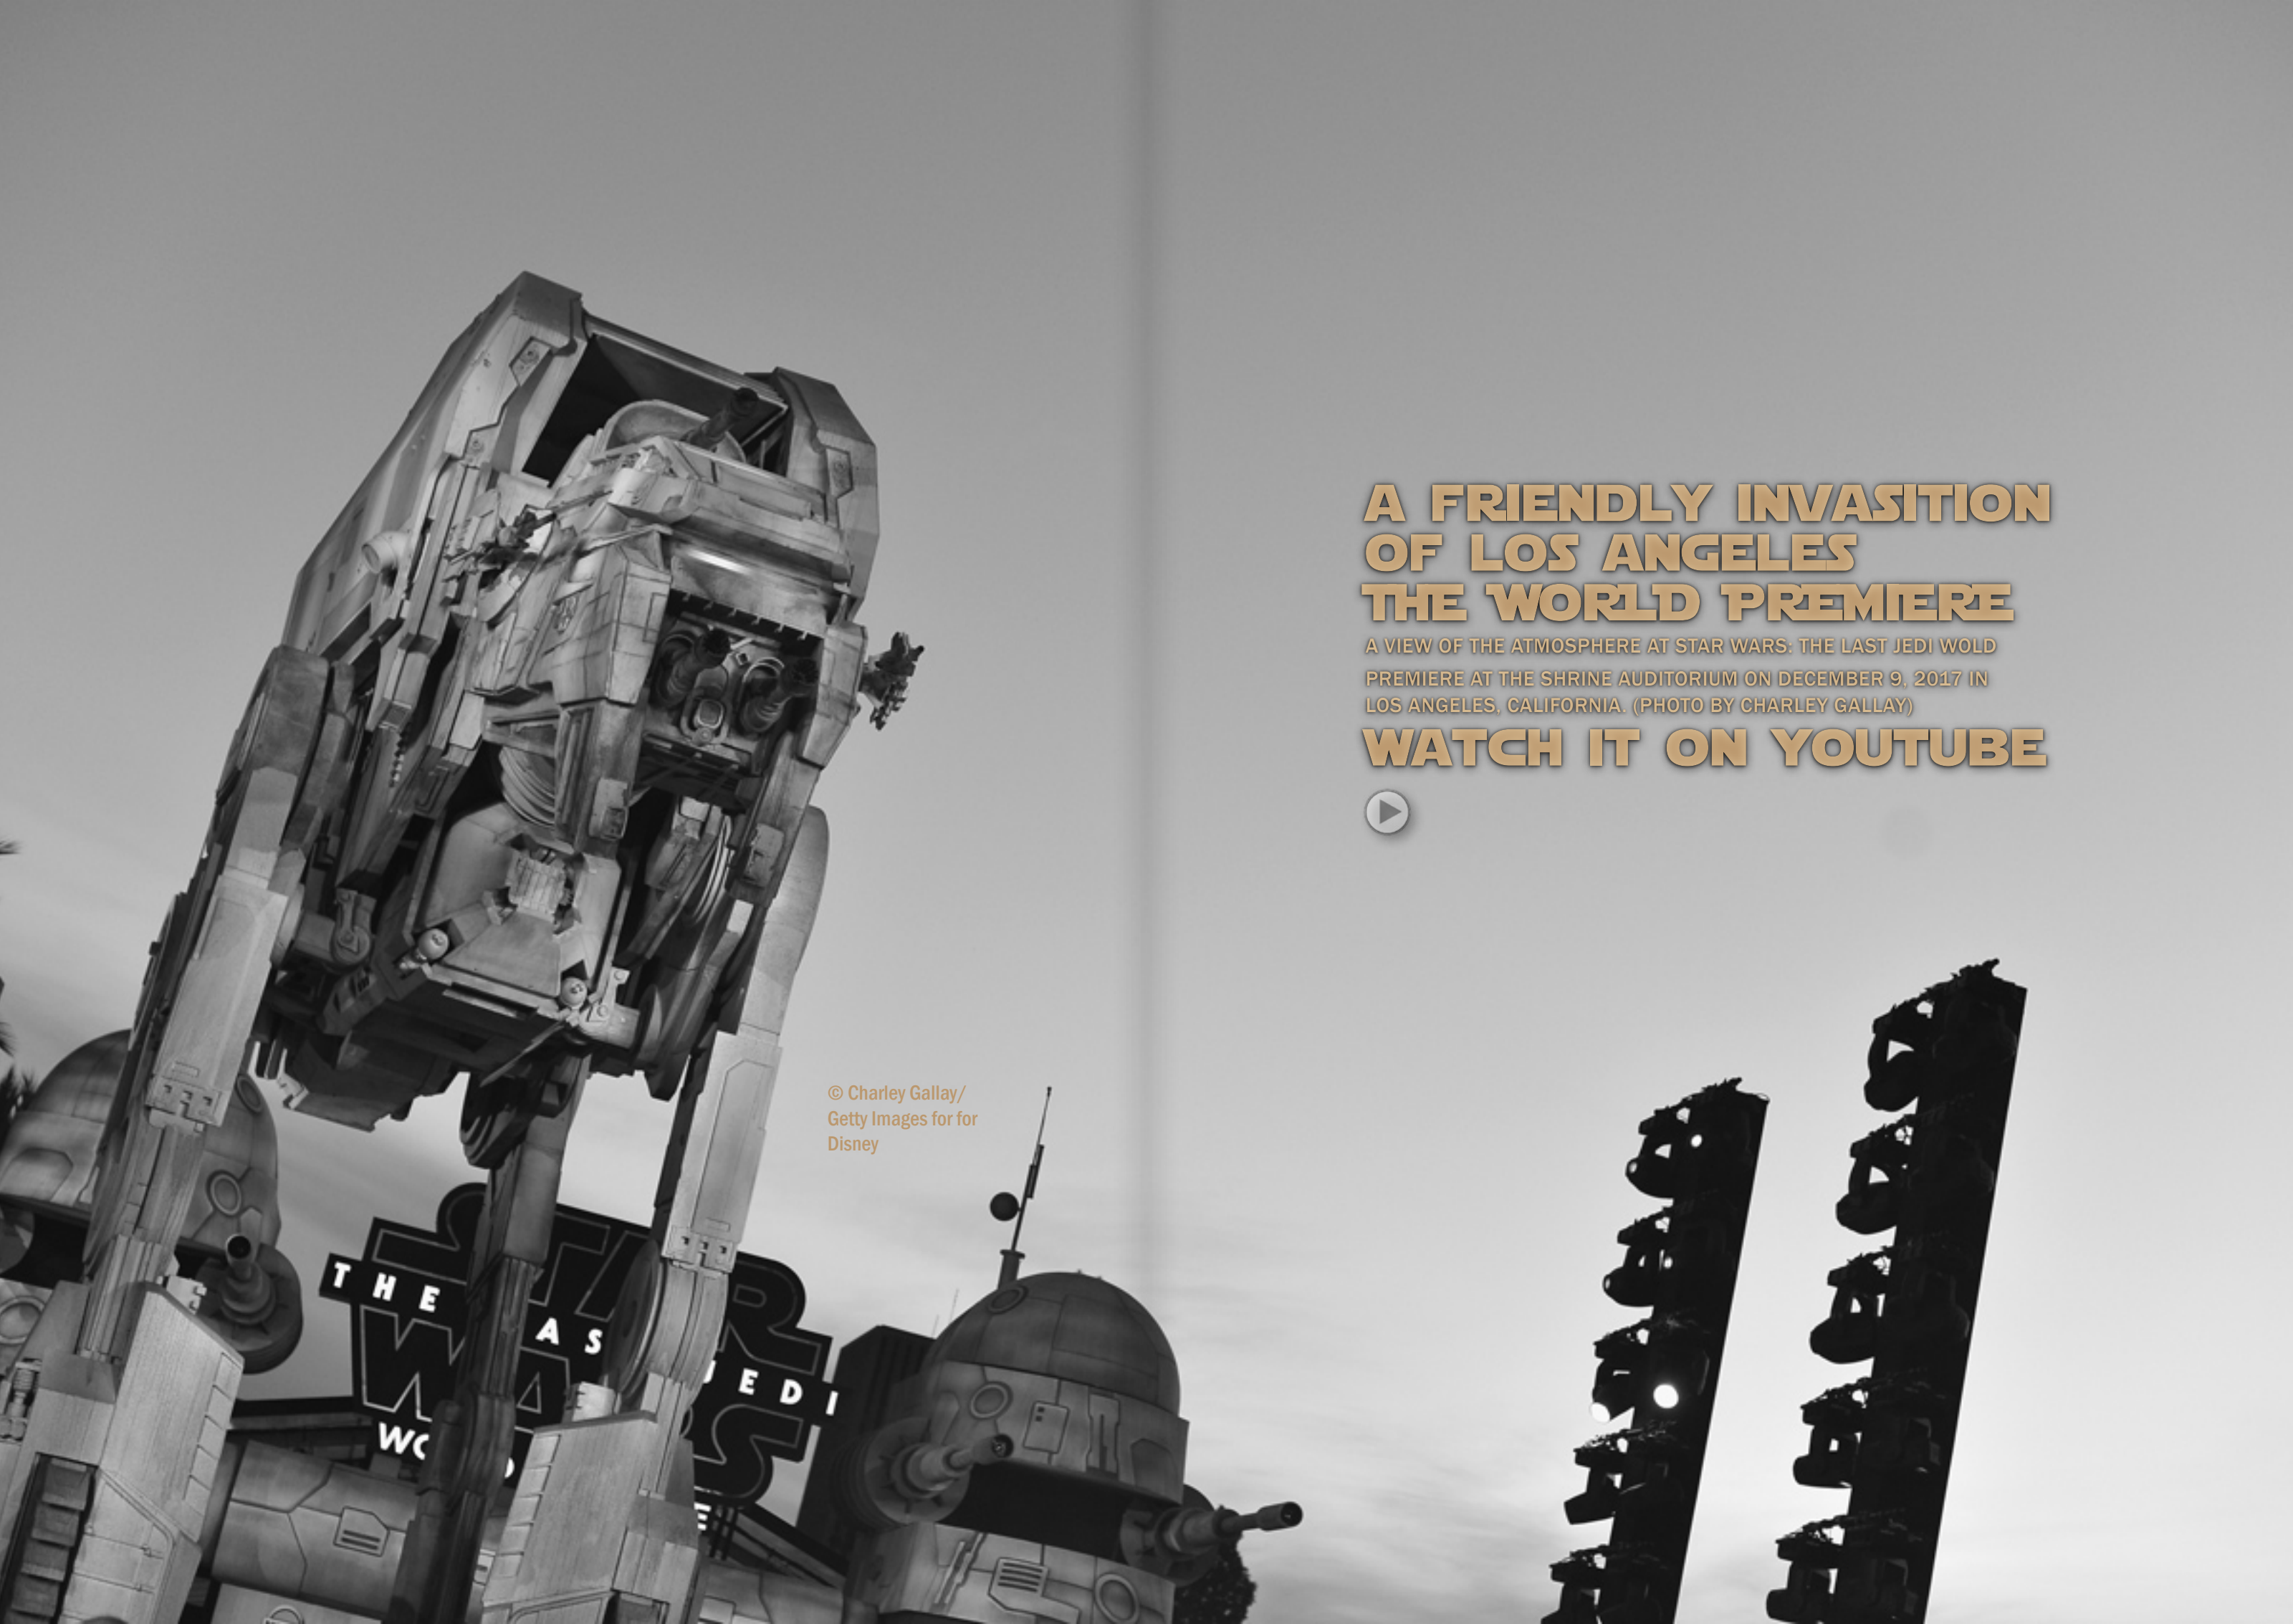 A FRIENDLY INVASITION
OF LOS ANGELES
THE WORLD PREMIERE
A VIEW OF THE ATMOSPHERE AT STAR WARS: THE LAST JEDI WOLD
PREMIERE AT THE SHRINE AUDITORIUM ON DECEMBER 9, 2017 IN
LOS ANGELES, CALIFORNIA. (PHOTO BY CHARLEY GALLAY)
WATCH IT ON YOUTUBE
© Charley Gallay/
Getty Images for for
Disney
STAR
THE AS JEDI
WARS